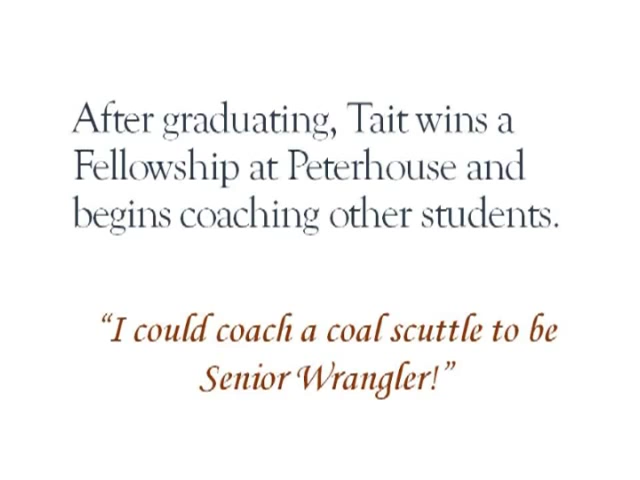 After graduating, Tait wins a
Fellowship at Peterhouse and
begins coaching other students.
“I could coach a coal scuttle to be
Senior Wrangler!”